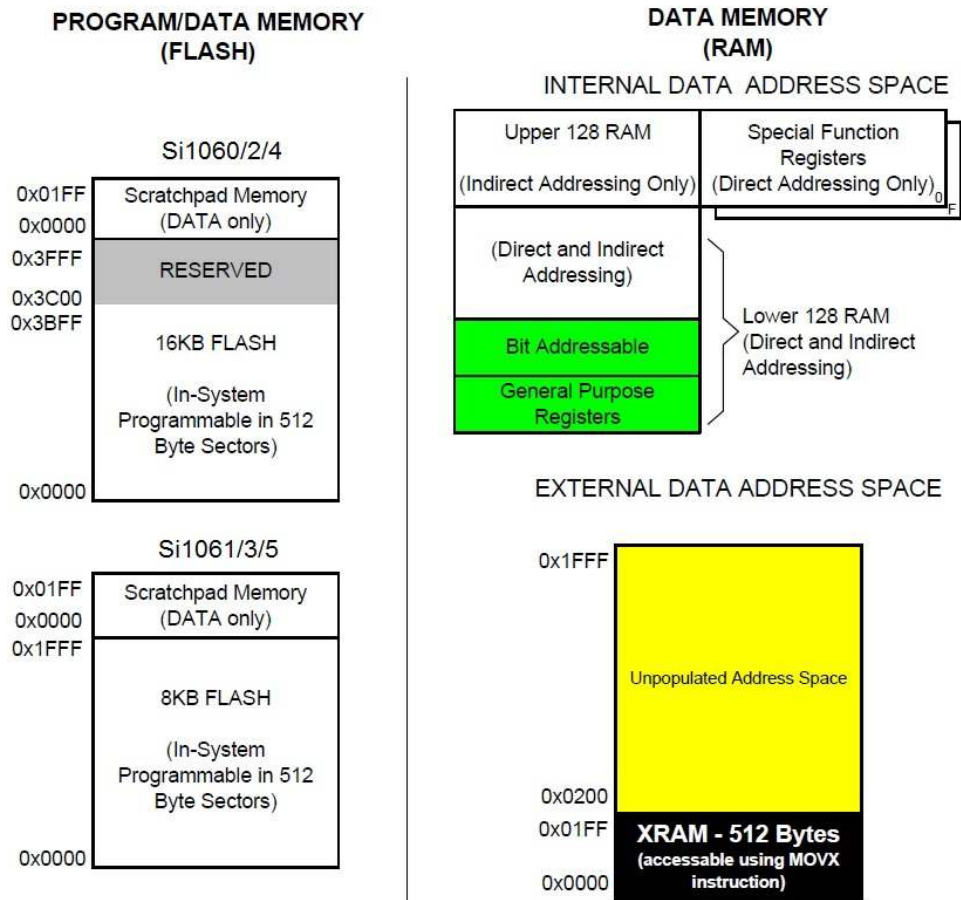 PROGRAM/DATA MEMORY
(FLASH)
Si1060/2/4
0x01FF
Scratchpad Memory
(DATA only)
0x0000
0x3FFF
RESERVED
0x3C00
0x3BFF
16KB FLASH
(In-System
Programmable in 512
Byte Sectors)
0x0000
Si1061/3/5
0x01FF
Scratchpad Memory
(DATA only)
0x0000
0x1FFF
8KB FLASH
(In-System
Programmable in 512
Byte Sectors)
0x0000
DATA MEMORY
(RAM)
INTERNAL DATA ADDRESS SPACE
Upper 128 RAM
(Indirect Addressing Only)
Special Function
Registers
(Direct Addressing Only)
0
F
(Direct and Indirect
Addressing)
Bit Addressable
General Purpose
Registers
Lower 128 RAM
(Direct and Indirect
Addressing)
EXTERNAL DATA ADDRESS SPACE
0x1FFF
Unpopulated Address Space
0x0200
0x01FF
XRAM - 512 Bytes
(accessable using MOVX
instruction)
0x0000